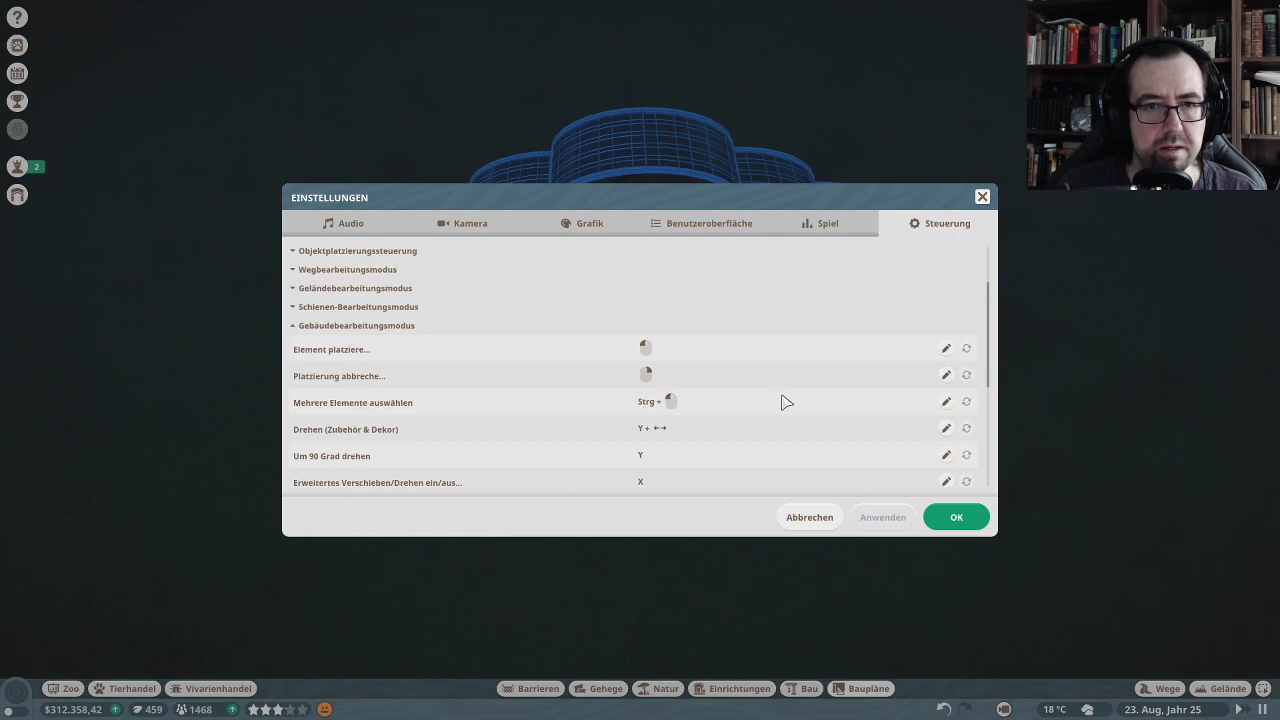 ?
2
EINSTELLUNGEN
Audio
Kamera
Grafik
Benutzeroberfläche
Spiel
Steuerung
Objektplatzierungssteuerung
Wegbearbeitungsmodus
Geländebearbeitungsmodus
Schienen-Bearbeitungsmodus
Gebäudebearbeitungsmodus
Element platziere...
Platzierung abbreche...
Mehrere Elemente auswählen Strg +
Drehen (Zubehör & Dekor) Y +
Um 90 Grad drehen Y
Erweitertes Verschieben/Drehen ein/aus... X
Abbrechen Anwenden OK
Zoo Tierhandel Vivarienhandel Barrieren Gehege Natur Einrichtungen Bau Baupläne Wege Gelände
$312.358,42 459 1468 18 °C 23. Aug, Jahr 25